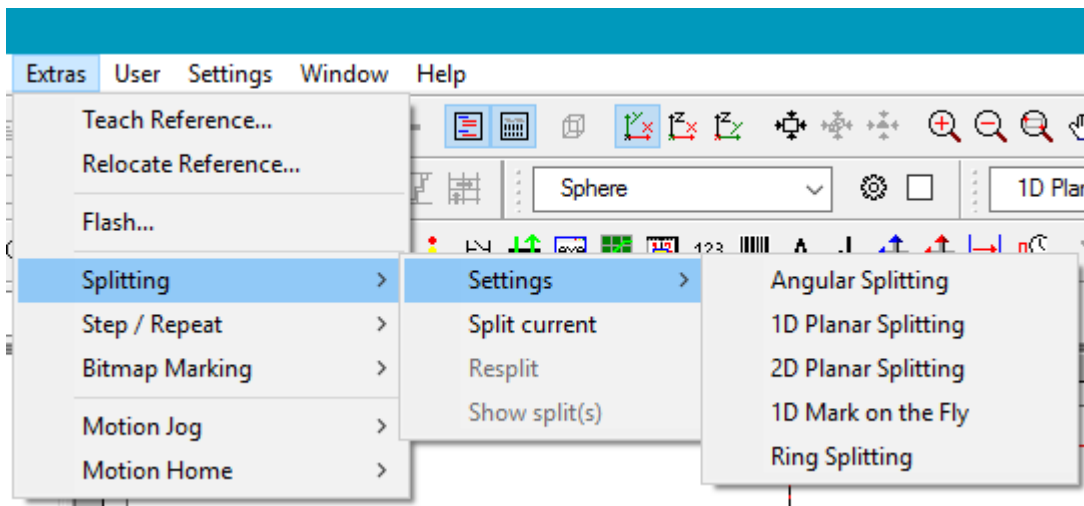 Extras User Settings Window Help
Teach Reference...
Relocate Reference...
Sphere
1D Plan
Flash...
123
Splitting
Step / Repeat
Bitmap Marking
Motion Jog
Motion Home
Settings
Split current
Resplit
Show split(s)
Angular Splitting
1D Planar Splitting
2D Planar Splitting
1D Mark on the Fly
Ring Splitting